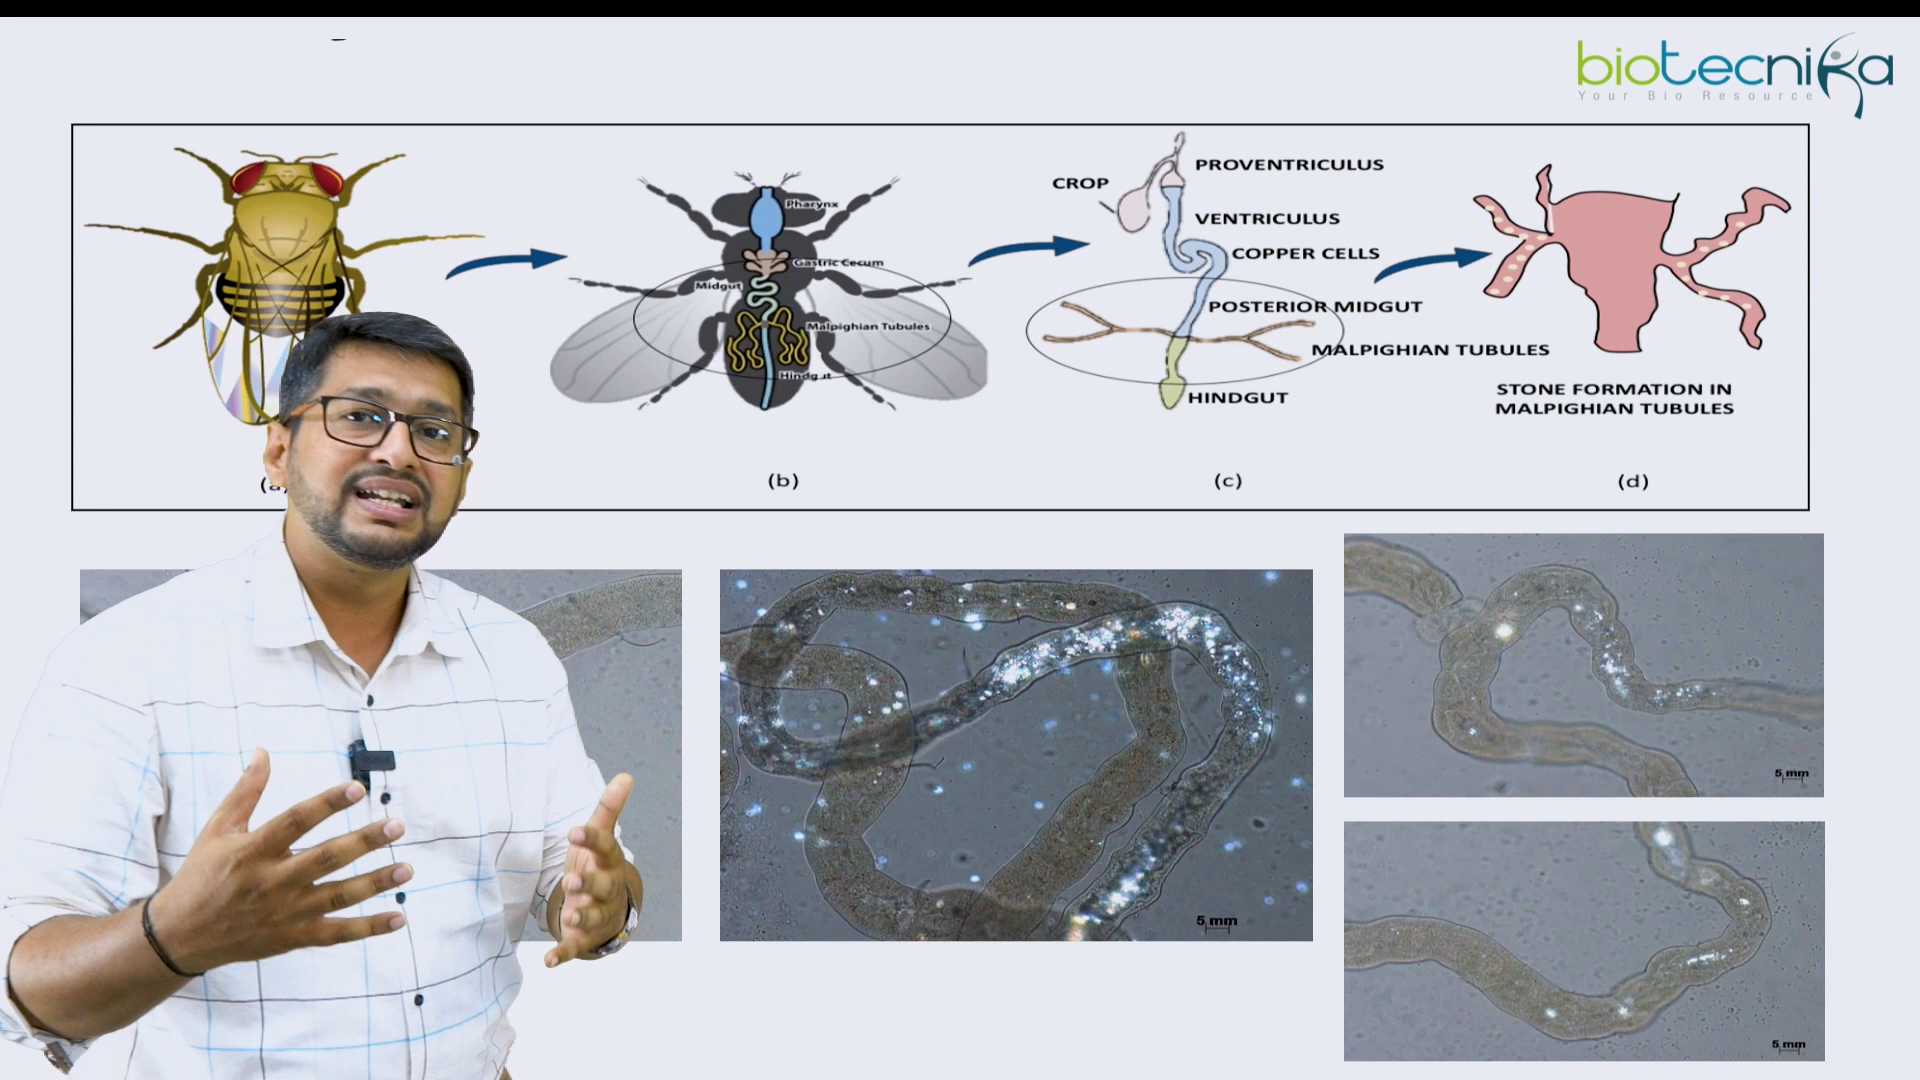 biotecnika
Your Bio Resource
Pharynx
Gastric Cecum
Midgut
Malpighian Tubules
Hindgut
CROP
PROVENTRICULUS
VENTRICULUS
COPPER CELLS
POSTERIOR MIDGUT
MALPIGHIAN TUBULES
HINDGUT
STONE FORMATION IN
MALPIGHIAN TUBULES
(a)
(b)
(c)
(d)
5 mm
5 mm
5 mm